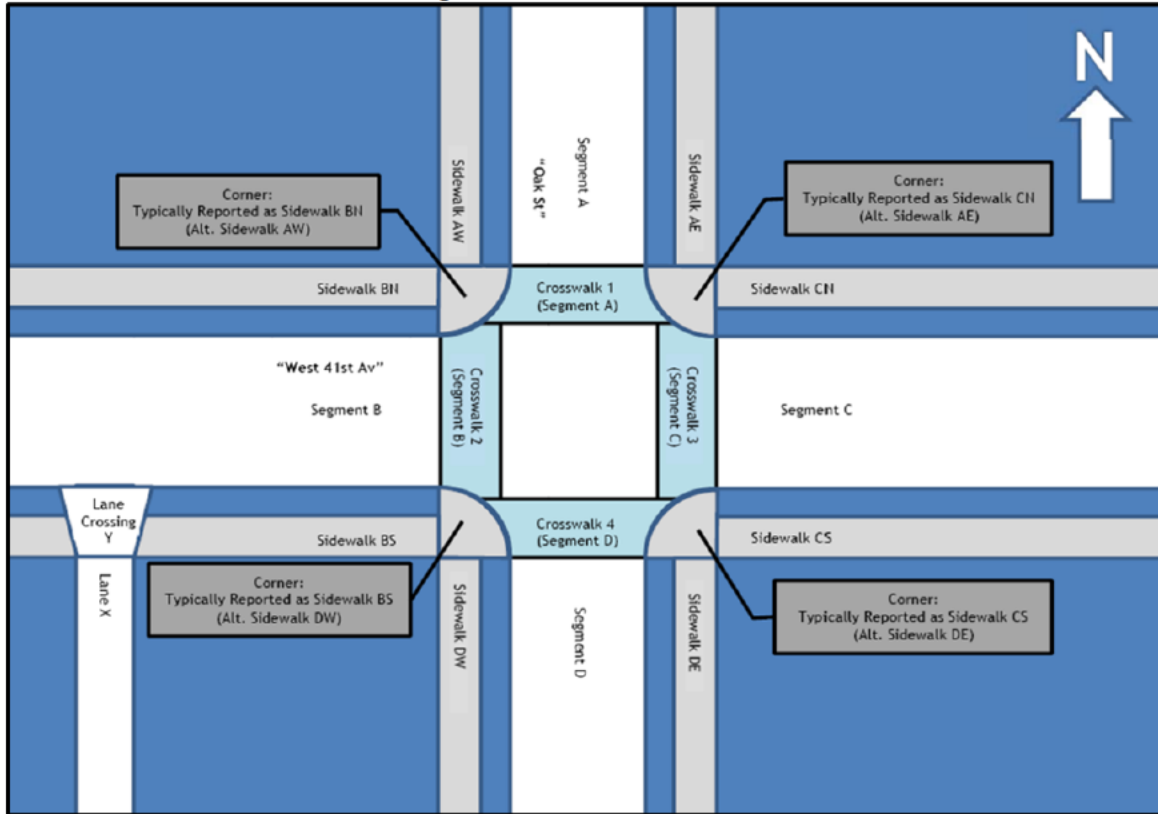 N
Sidewalk AW
"Oak St"
Segment A
Sidewalk AE
Corner:
Typically Reported as Sidewalk BN
(Alt. Sidewalk AW)
Corner:
Typically Reported as Sidewalk CN
(Alt. Sidewalk AE)
Sidewalk BN
Crosswalk 1
(Segment A)
Sidewalk CN
"West 41st Av"
Segment B
Crosswalk 2
(Segment B)
Crosswalk 3
(Segment C)
Segment C
Lane
Crossing
Y
Sidewalk BS
Crosswalk 4
(Segment D)
Sidewalk CS
Lane X
Corner:
Typically Reported as Sidewalk BS
(Alt. Sidewalk DW)
Sidewalk DW
Segment D
Sidewalk DE
Corner:
Typically Reported as Sidewalk CS
(Alt. Sidewalk DE)